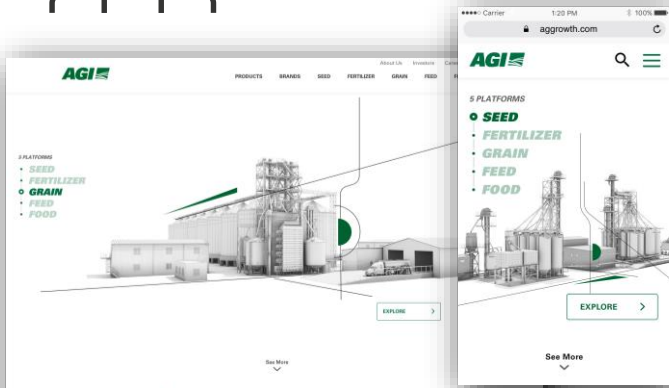 About Us Investors
AGI
PRODUCTS BRANDS SEED FERTILIZER GRAIN FEED
5 PLATFORMS
• SEED
• FERTILIZER
GRAIN
• FEED
• FOOD
EXPLORE >
See More
Carrier 1:20 PM 100%
aggrowth.com
AGI
5 PLATFORMS
SEED
• FERTILIZER
• GRAIN
• FEED
• FOOD
EXPLORE >
See More